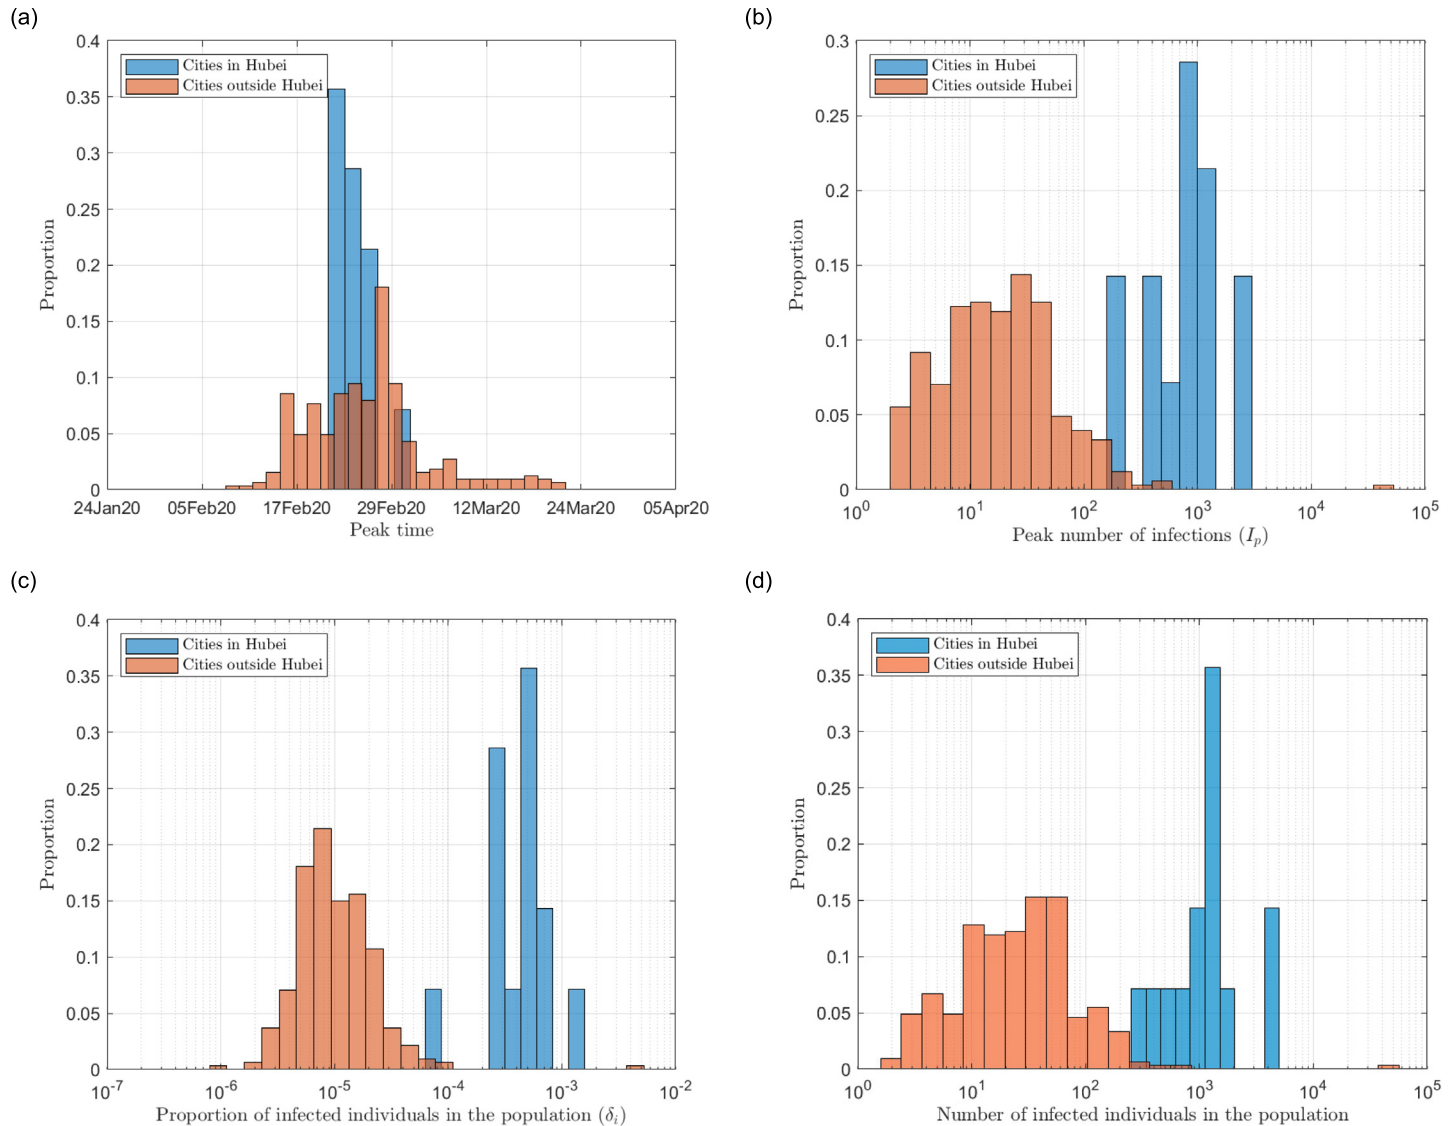 (a)
0.4
0.35
0.3
0.25
0.2
0.15
0.1
0.05
0
Proportion
Cities in Hubei
Cities outside Hubei
24Jan20 05Feb20 17Feb20 29Feb20 12Mar20 24Mar20 05Apr20
Peak time
(b)
0.3
0.25
0.2
0.15
0.1
0.05
0
Proportion
Cities in Hubei
Cities outside Hubei
10^0 10^1 10^2 10^3 10^4 10^5
Peak number of infections (I_p)
(c)
0.4
0.35
0.3
0.25
0.2
0.15
0.1
0.05
0
Proportion
Cities in Hubei
Cities outside Hubei
10^-7 10^-6 10^-5 10^-4 10^-3 10^-2
Proportion of infected individuals in the population (δ_i)
(d)
0.4
0.35
0.3
0.25
0.2
0.15
0.1
0.05
0
Proportion
Cities in Hubei
Cities outside Hubei
10^0 10^1 10^2 10^3 10^4 10^5
Number of infected individuals in the population